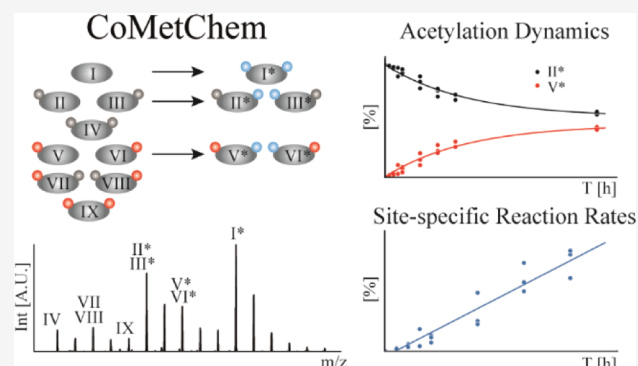 CoMetChem
I
I*
II III
II* III*
IV
V VI
V* VI*
VII VIII
IX
Int [A.U.]
IV
VII
VIII
IX
II*
III*
V*
VI*
I*
m/z
Acetylation Dynamics
[%]
II*
V*
T [h]
Site-specific Reaction Rates
[%]
T [h]